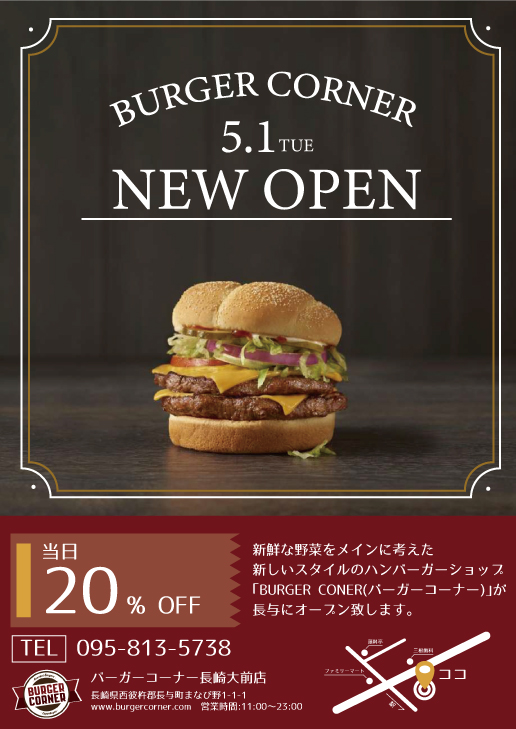 BURGER CORNER
5.1 TUE
NEW OPEN
当日
20% OFF
新鮮な野菜をメインに考えた
新しいスタイルのハンバーガーショップ
「BURGER CONER(バーガーコーナー)」が
長与にオープン致します。
TEL 095-813-5738
BURGER
CORNER
バーガーコーナー長崎大前店
長崎県西彼杵郡長与町まなび野1-1-1
www.burgercorner.com 営業時間:11:00〜23:00
三根歯科
ファミリーマート
ココ
駅